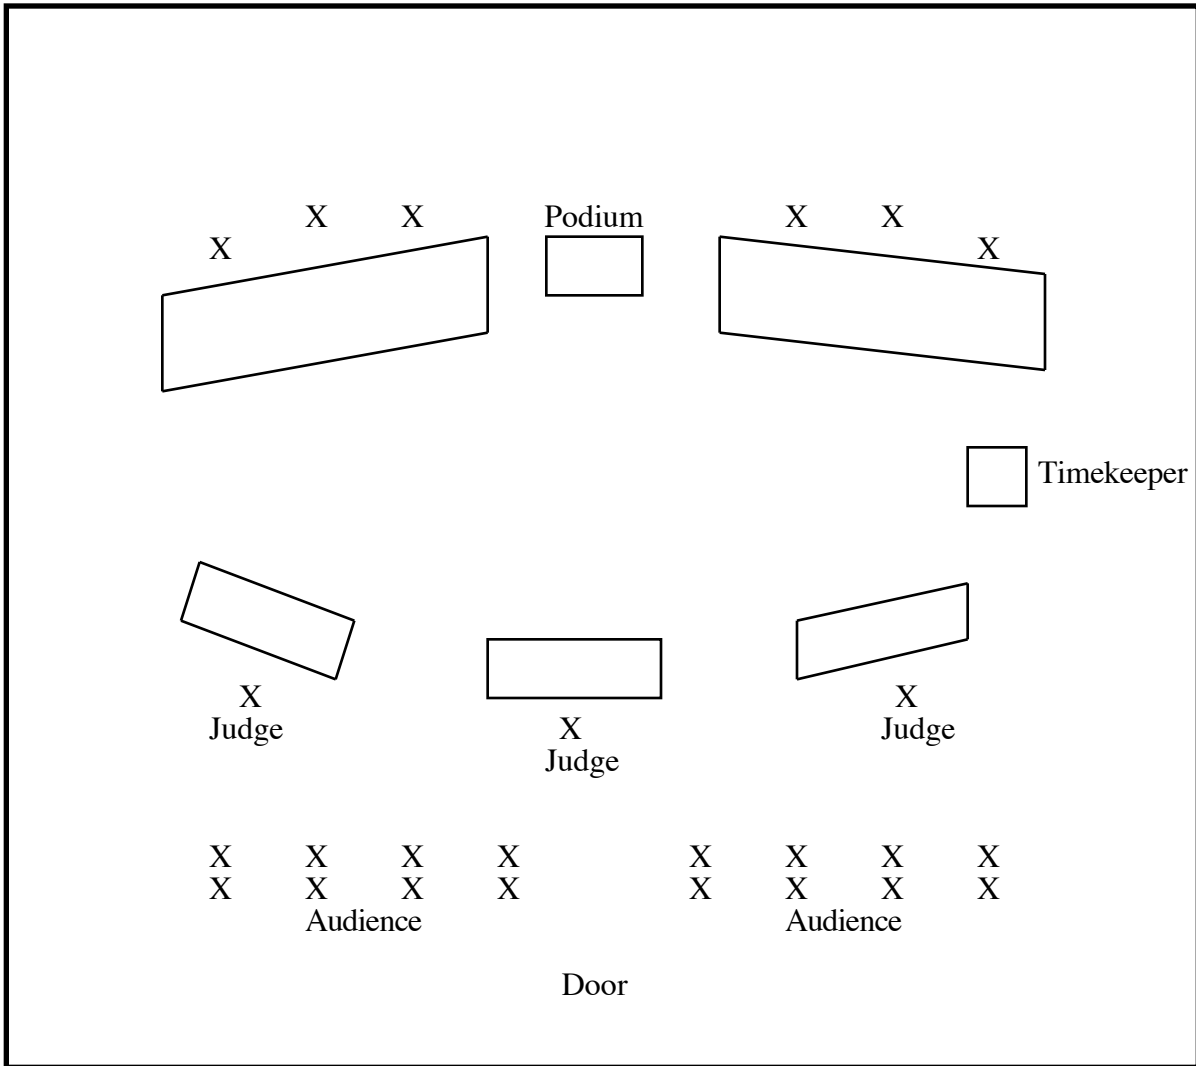 X X Podium X X
X X
Timekeeper
X X
Judge X Judge
Judge
X X X X X X X X
X X X X X X X X
Audience Audience
Door